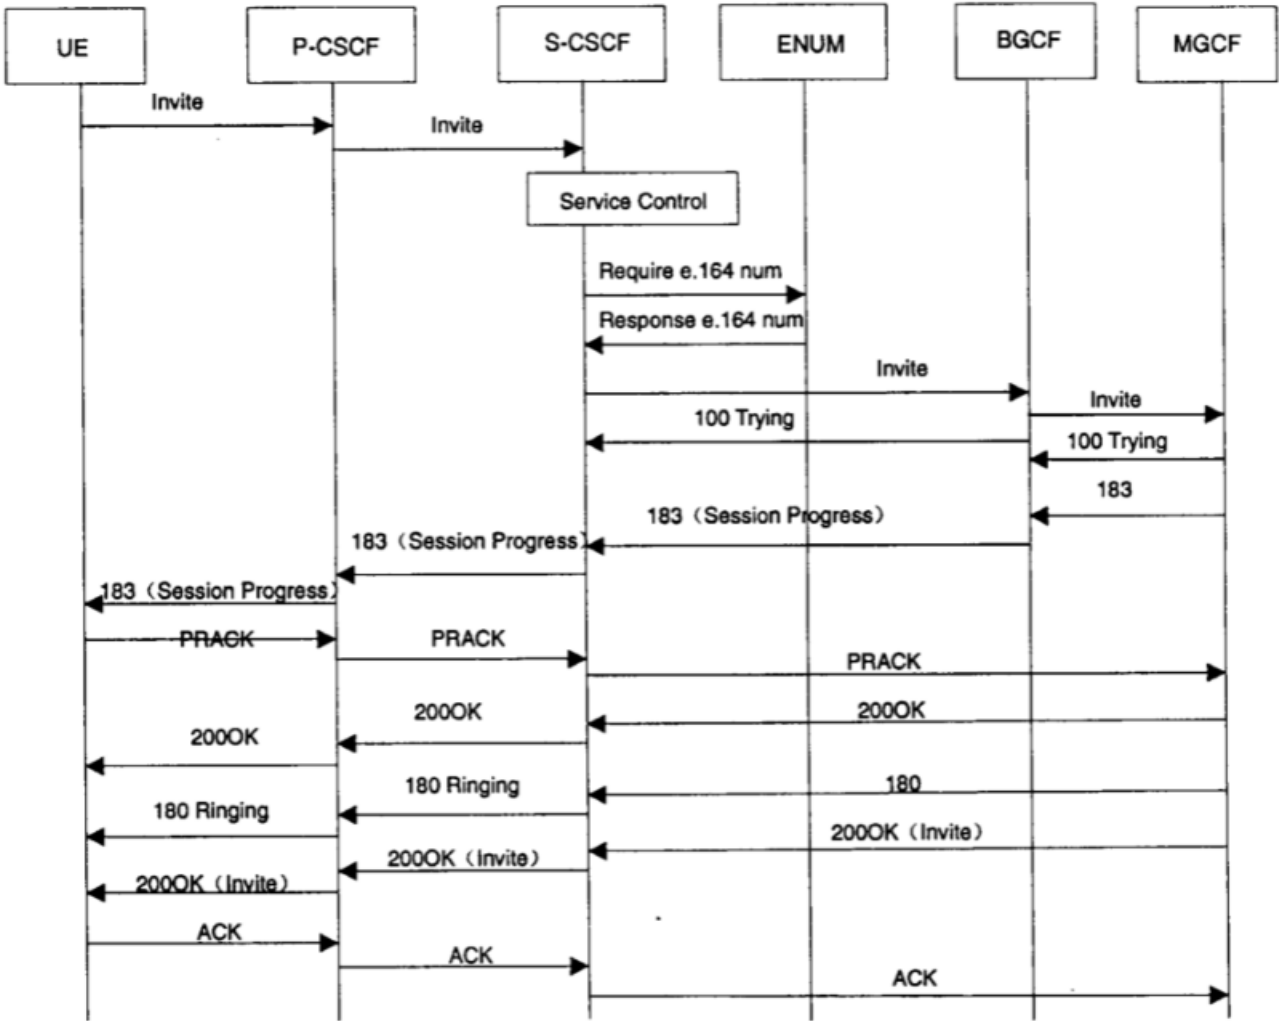 UE
P-CSCF
S-CSCF
ENUM
BGCF
MGCF
Invite
Invite
Service Control
Require e.164 num
Response e.164 num
Invite
Invite
100 Trying
100 Trying
183
183（Session Progress）
183（Session Progress）
183（Session Progress）
PRACK
PRACK
PRACK
200OK
200OK
200OK
180
180 Ringing
180 Ringing
200OK（Invite）
200OK（Invite）
200OK（Invite）
ACK
ACK
ACK